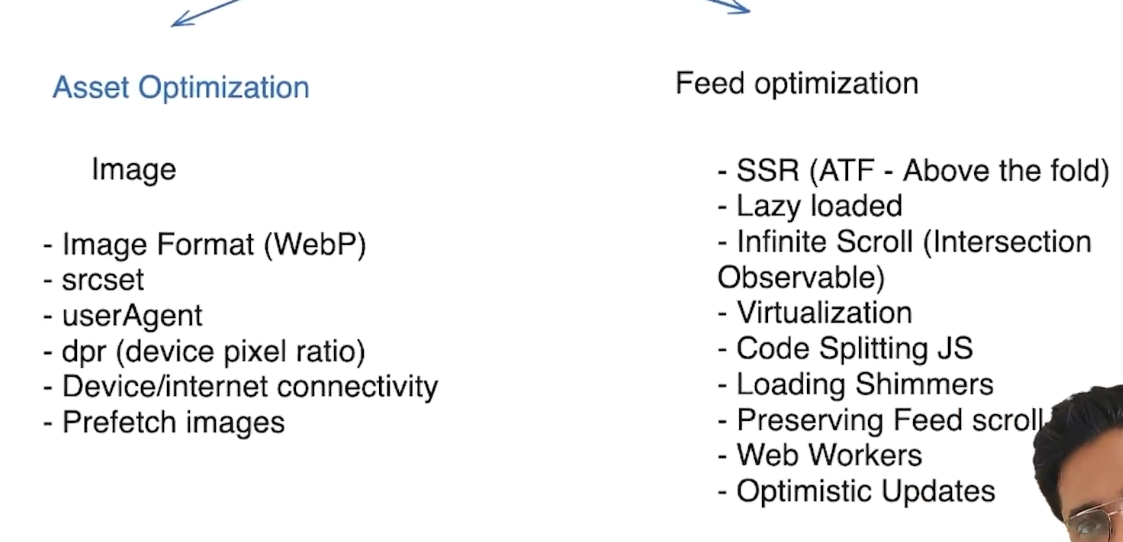 Asset Optimization
Image
- Image Format (WebP)
- srcset
- userAgent
- dpr (device pixel ratio)
- Device/internet connectivity
- Prefetch images
Feed optimization
- SSR (ATF - Above the fold)
- Lazy loaded
- Infinite Scroll (Intersection
Observable)
- Virtualization
- Code Splitting JS
- Loading Shimmers
- Preserving Feed scroll
- Web Workers
- Optimistic Updates